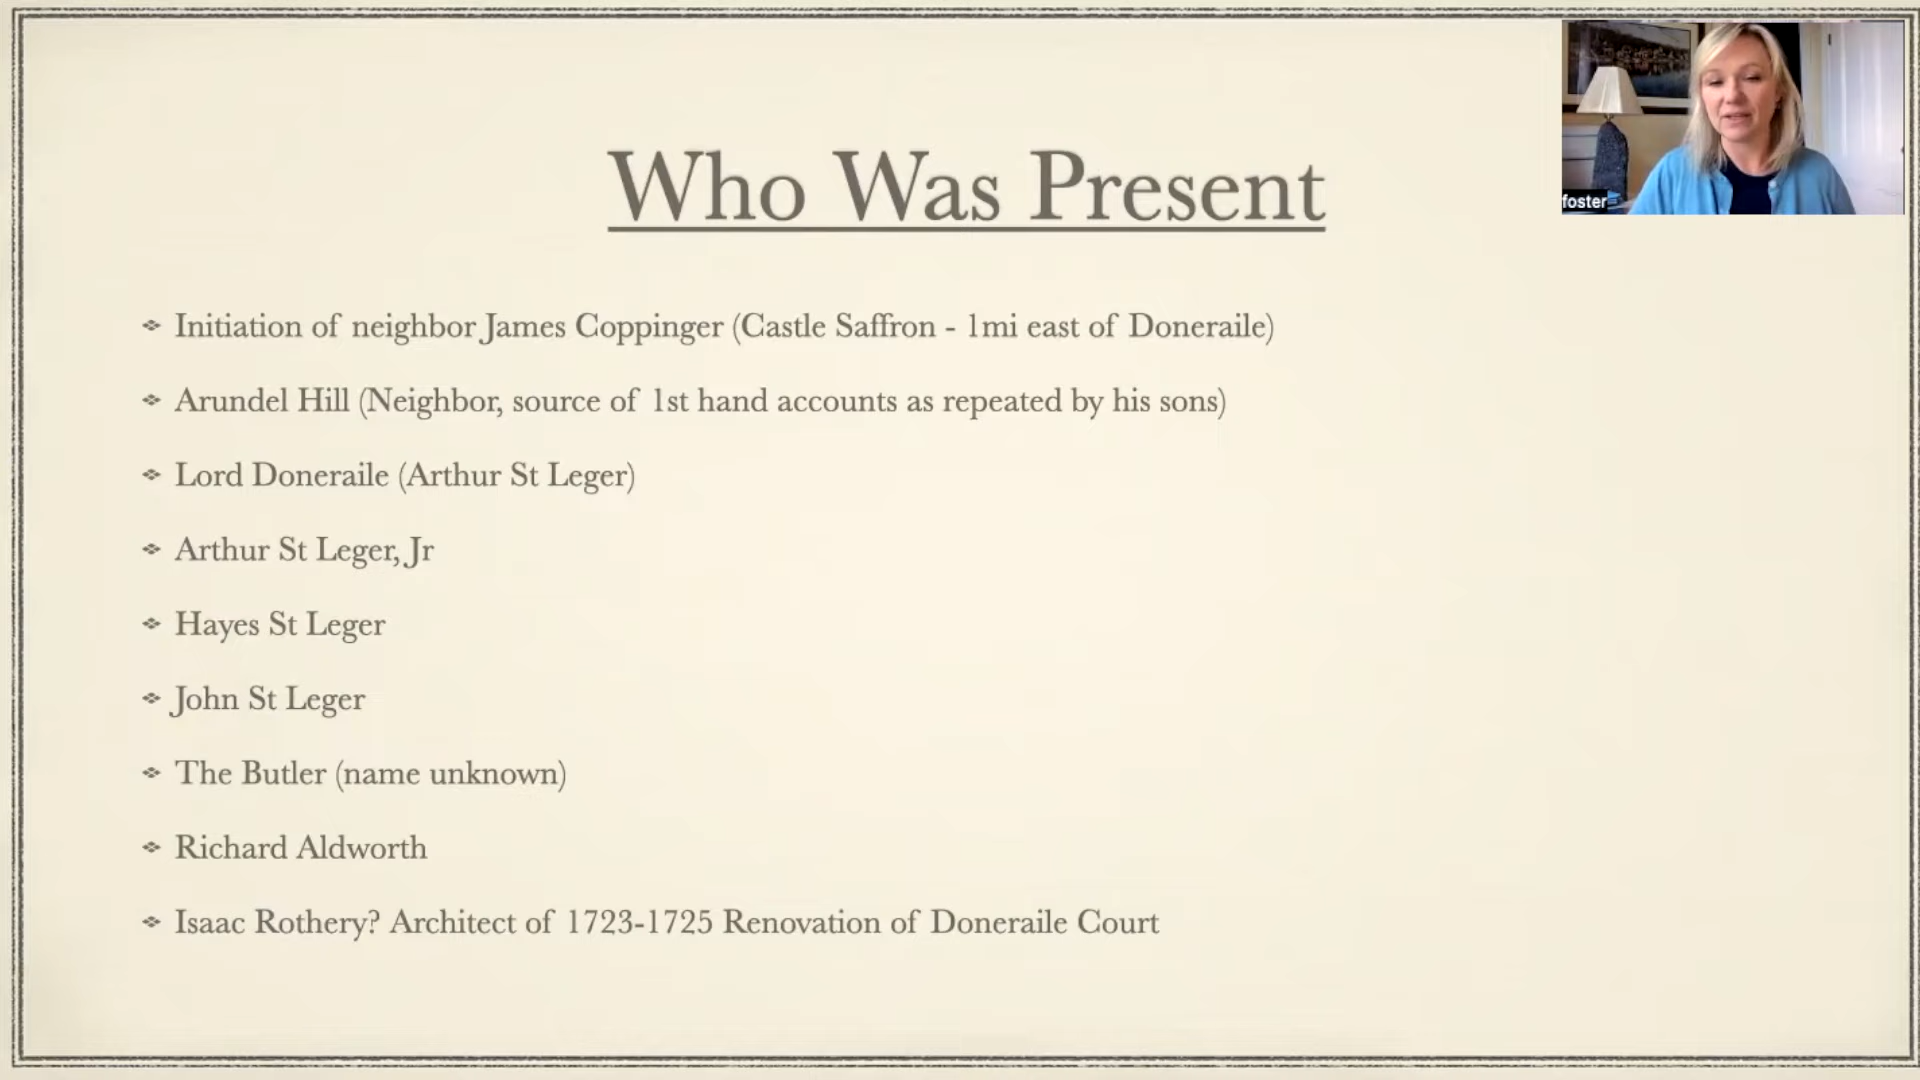 Who Was Present
Initiation of neighbor James Coppinger (Castle Saffron - 1mi east of Doneraile)
Arundel Hill (Neighbor, source of 1st hand accounts as repeated by his sons)
Lord Doneraile (Arthur St Leger)
Arthur St Leger, Jr
Hayes St Leger
John St Leger
The Butler (name unknown)
Richard Aldworth
Isaac Rothery? Architect of 1723-1725 Renovation of Doneraile Court
foster